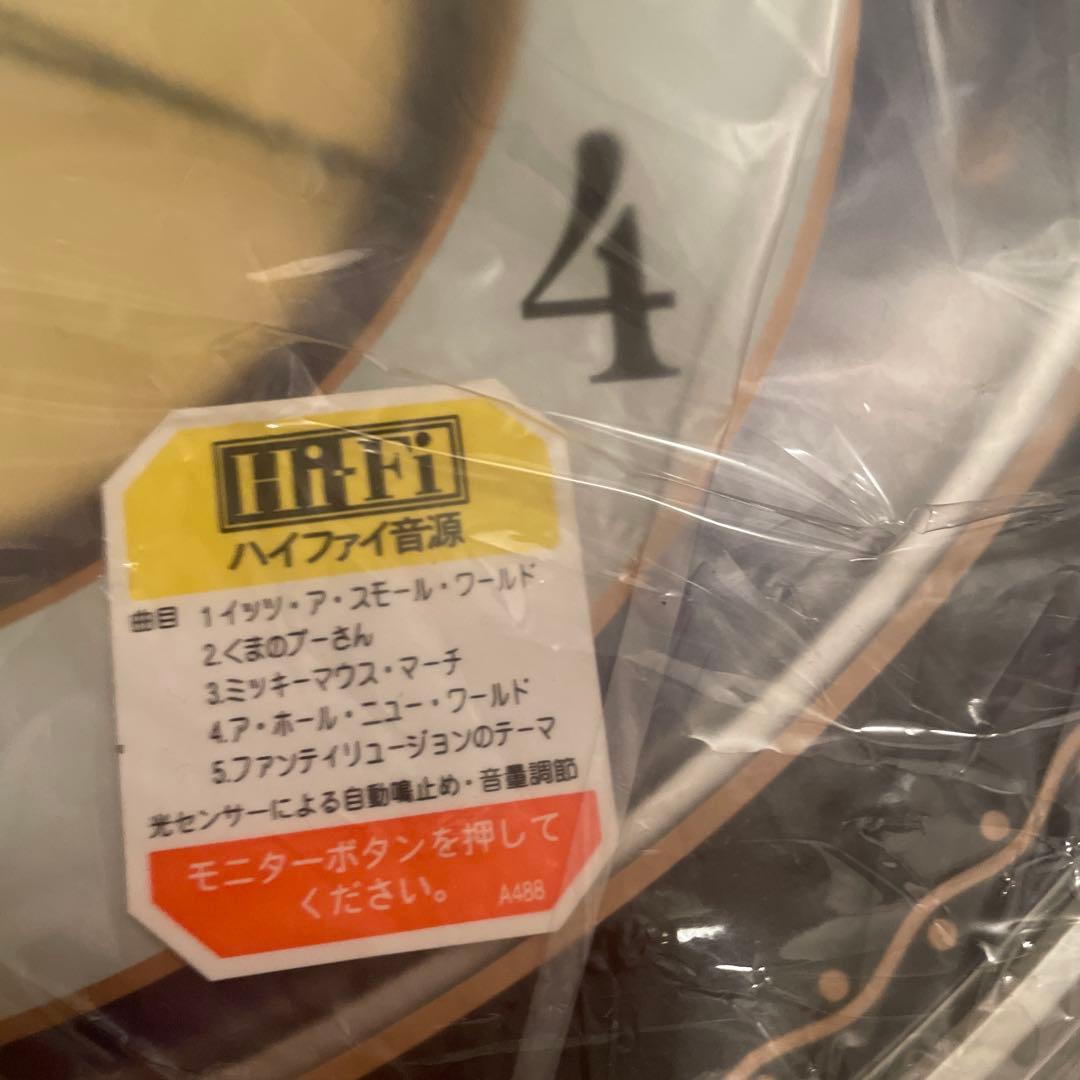 4
Hi-Fi
ハイファイ音源
曲目 1イッツ・ア・スモール・ワールド
2.くまのプーさん
3.ミッキーマウス・マーチ
4.ア・ホール・ニュー・ワールド
5.ファンティリュージョンのテーマ
光センサーによる自動鳴止め・音量調節
モニターボタンを押して
ください。 A488